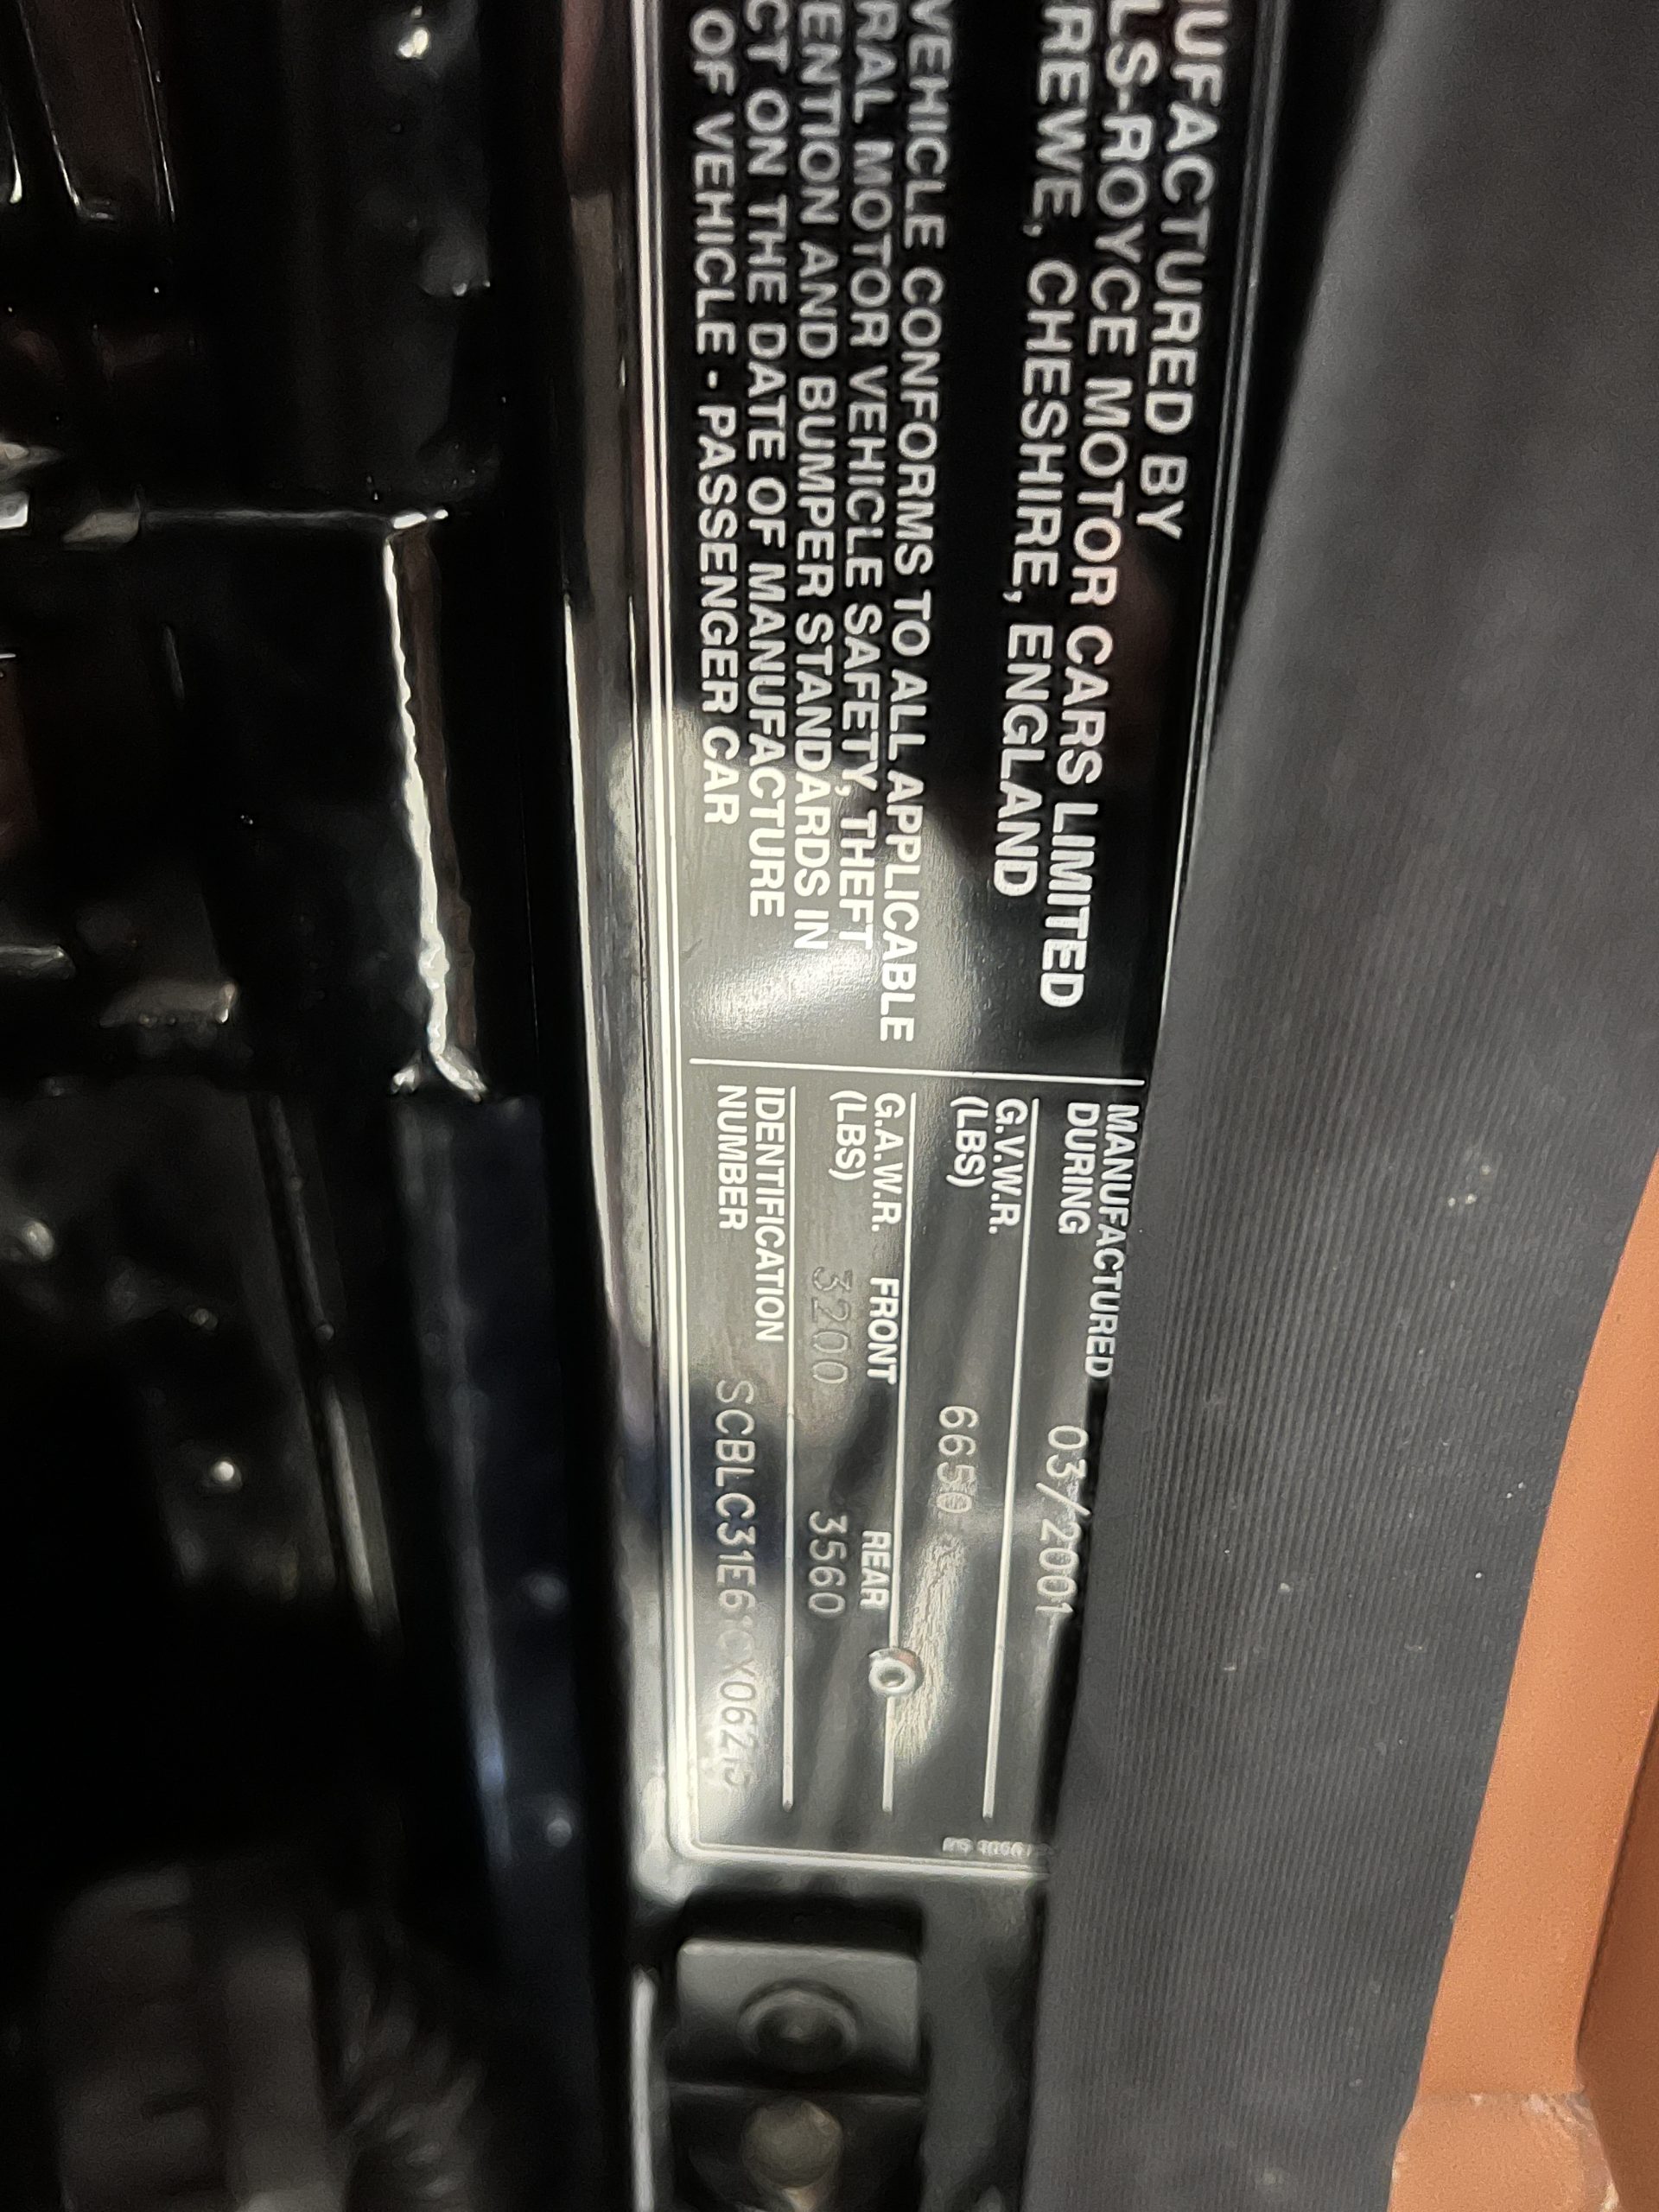 UFACTURED BY
LS-ROYCE MOTOR CARS LIMITED
REWE, CHESHIRE, ENGLAND
VEHICLE CONFORMS TO ALL APPLICABLE
RAL MOTOR VEHICLE SAFETY, THEFT
ENTION AND BUMPER STANDARDS IN
CT ON THE DATE OF MANUFACTURE
OF VEHICLE - PASSENGER CAR
MANUFACTURED
DURING 03/2001
G.V.W.R.
(LBS) 6650
G.A.W.R. FRONT REAR
(LBS) 3200 3560
IDENTIFICATION
NUMBER SCBLC31E61CX06215